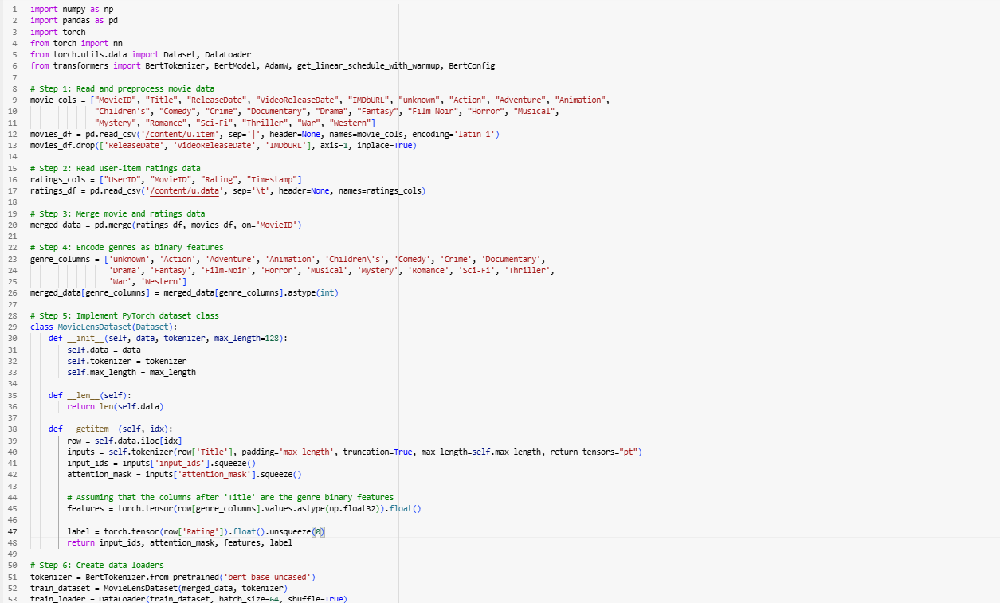 1 import numpy as np
2 import pandas as pd
3 import torch
4 from torch import nn
5 from torch.utils.data import Dataset, DataLoader
6 from transformers import BertTokenizer, BertModel, AdamW, get_linear_schedule_with_warmup, BertConfig
7
8 # Step 1: Read and preprocess movie data
9 movie_cols = ["MovieID", "Title", "ReleaseDate", "VideoReleaseDate", "IMDbURL", "unknown", "Action", "Adventure", "Animation",
10 "Children's", "Comedy", "Crime", "Documentary", "Drama", "Fantasy", "Film-Noir", "Horror", "Musical",
11 "Mystery", "Romance", "Sci-Fi", "Thriller", "War", "Western"]
12 movies_df = pd.read_csv('/content/u.item', sep='|', header=None, names=movie_cols, encoding='latin-1')
13 movies_df.drop(['ReleaseDate', 'VideoReleaseDate', 'IMDbURL'], axis=1, inplace=True)
14
15 # Step 2: Read user-item ratings data
16 ratings_cols = ["UserID", "MovieID", "Rating", "Timestamp"]
17 ratings_df = pd.read_csv('/content/u.data', sep='\t', header=None, names=ratings_cols)
18
19 # Step 3: Merge movie and ratings data
20 merged_data = pd.merge(ratings_df, movies_df, on='MovieID')
21
22 # Step 4: Encode genres as binary features
23 genre_columns = ['unknown', 'Action', 'Adventure', 'Animation', 'Children\'s', 'Comedy', 'Crime', 'Documentary',
24 'Drama', 'Fantasy', 'Film-Noir', 'Horror', 'Musical', 'Mystery', 'Romance', 'Sci-Fi', 'Thriller',
25 'War', 'Western']
26 merged_data[genre_columns] = merged_data[genre_columns].astype(int)
27
28 # Step 5: Implement PyTorch dataset class
29 class MovieLensDataset(Dataset):
30 def __init__(self, data, tokenizer, max_length=128):
31 self.data = data
32 self.tokenizer = tokenizer
33 self.max_length = max_length
34
35 def __len__(self):
36 return len(self.data)
37
38 def __getitem__(self, idx):
39 row = self.data.iloc[idx]
40 inputs = self.tokenizer(row['Title'], padding='max_length', truncation=True, max_length=self.max_length, return_tensors="pt")
41 input_ids = inputs['input_ids'].squeeze()
42 attention_mask = inputs['attention_mask'].squeeze()
43
44 # Assuming that the columns after 'Title' are the genre binary features
45 features = torch.tensor(row[genre_columns].values.astype(np.float32)).float()
46
47 label = torch.tensor(row['Rating']).float().unsqueeze(0)
48 return input_ids, attention_mask, features, label
49
50 # Step 6: Create data loaders
51 tokenizer = BertTokenizer.from_pretrained('bert-base-uncased')
52 train_dataset = MovieLensDataset(merged_data, tokenizer)
53 train_loader = DataLoader(train_dataset, batch_size=64, shuffle=True)